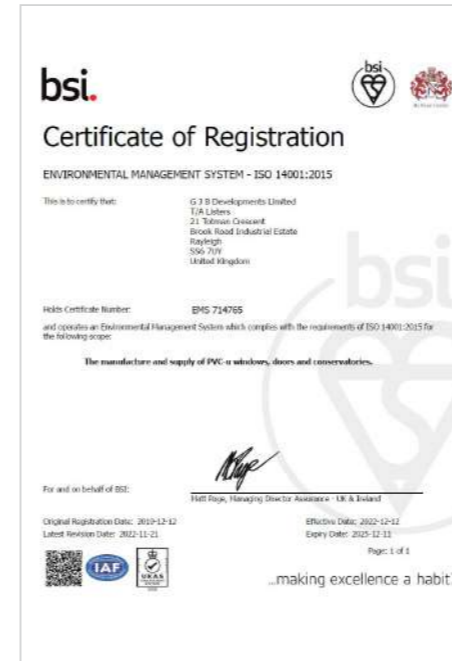 bsi.
bsi
Certificate of Registration
ENVIRONMENTAL MANAGEMENT SYSTEM - ISO 14001:2015
This is to certify that:
G J B Developments Limited
T/A Listers
21 Totman Crescent
Brook Road Industrial Estate
Rayleigh
SS6 7UY
United Kingdom
Holds Certificate Number:
EMS 714765
and operates an Environmental Management System which complies with the requirements of ISO 14001:2015 for
the following scope:
The manufacture and supply of PVC-u windows, doors and conservatories.
bsi
For and on behalf of BSI:
Matt Page, Managing Director Assurance - UK & Ireland
Original Registration Date: 2019-12-12
Effective Date: 2022-12-12
Latest Revision Date: 2022-11-21
Expiry Date: 2025-12-11
Page: 1 of 1
IAF
UKAS
...making excellence a habit.